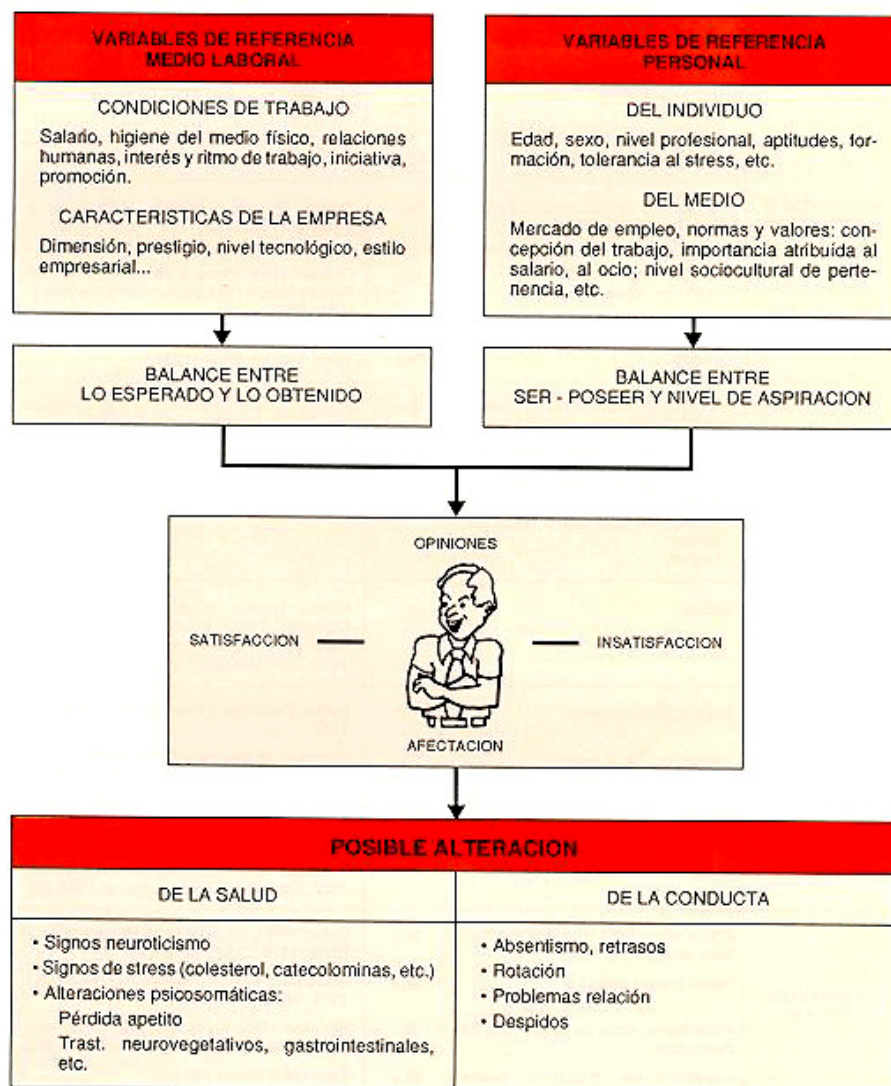 VARIABLES DE REFERENCIA
MEDIO LABORAL
CONDICIONES DE TRABAJO
Salario, higiene del medio físico, relaciones
humanas, interés y ritmo de trabajo, iniciativa,
promoción.
CARACTERISTICAS DE LA EMPRESA
Dimensión, prestigio, nivel tecnológico, estilo
empresarial...
VARIABLES DE REFERENCIA
PERSONAL
DEL INDIVIDUO
Edad, sexo, nivel profesional, aptitudes, for-
mación, tolerancia al stress, etc.
DEL MEDIO
Mercado de empleo, normas y valores: con-
cepción del trabajo, importancia atribuída al
salario, al ocio; nivel sociocultural de perte-
nencia, etc.
BALANCE ENTRE
LO ESPERADO Y LO OBTENIDO
BALANCE ENTRE
SER - POSEER Y NIVEL DE ASPIRACION
OPINIONES
SATISFACCION
INSATISFACCION
AFECTACION
POSIBLE ALTERACION
DE LA SALUD
• Signos neuroticismo
• Signos de stress (colesterol, catecolominas, etc.)
• Alteraciones psicosomáticas:
Pérdida apetito
Trast. neurovegetativos, gastrointestinales,
etc.
DE LA CONDUCTA
• Absentismo, retrasos
• Rotación
• Problemas relación
• Despidos